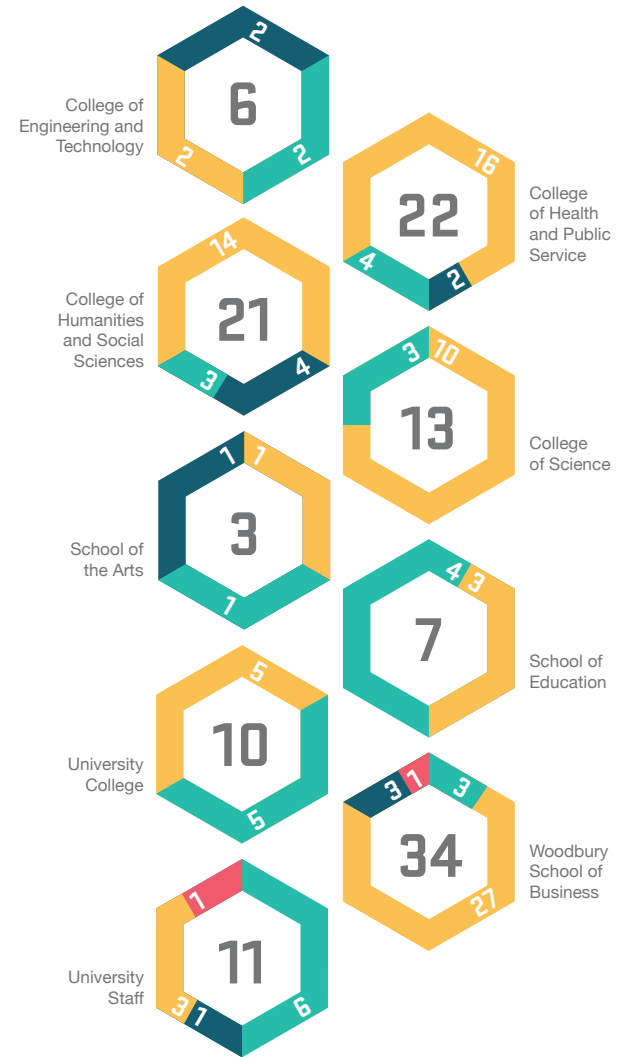 2
6
2
2
College of
Engineering and
Technology
16
22
4
2
College
of Health
and Public
Service
14
21
3
4
College of
Humanities
and Social
Sciences
3
10
13
College
of Science
1
1
3
1
School of
the Arts
4
3
7
School of
Education
5
10
5
University
College
3
1
3
34
27
Woodbury
School of
Business
1
11
3
1
6
University
Staff